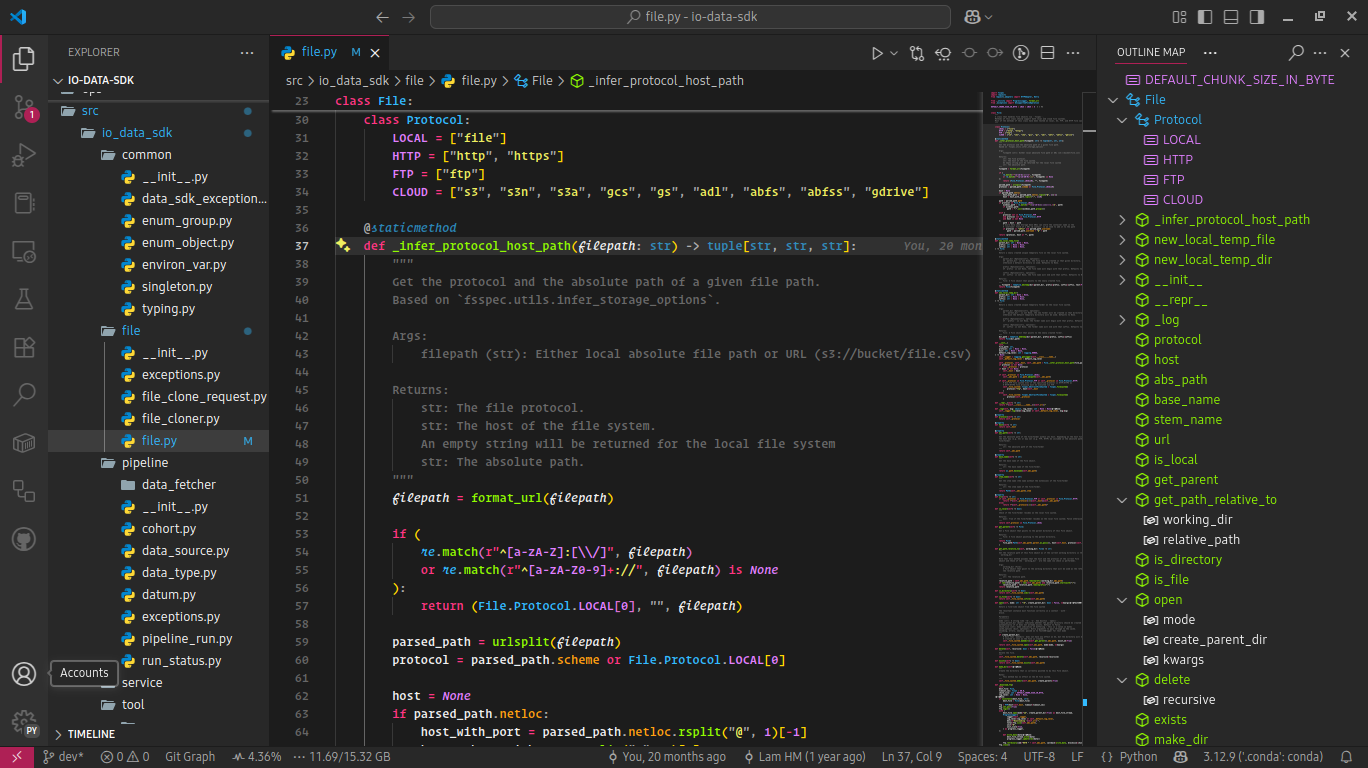 file.py - io-data-sdk
EXPLORER
IO-DATA-SDK
src
io_data_sdk
common
__init__.py
data_sdk_exception...
enum_group.py
enum_object.py
environ_var.py
singleton.py
typing.py
file
__init__.py
exceptions.py
file_clone_request.py
file_cloner.py
file.py M
pipeline
data_fetcher
__init__.py
cohort.py
data_source.py
data_type.py
datum.py
exceptions.py
pipeline_run.py
run_status.py
service
tool
TIMELINE
1
Accounts
PY
file.py M
src > io_data_sdk > file > file.py > File > _infer_protocol_host_path
23 class File:
30 class Protocol:
31 LOCAL = ["file"]
32 HTTP = ["http", "https"]
33 FTP = ["ftp"]
34 CLOUD = ["s3", "s3n", "s3a", "gcs", "gs", "adl", "abfs", "abfss", "gdrive"]
35
36 @staticmethod
37 def _infer_protocol_host_path(filepath: str) -> tuple[str, str, str]: You, 20 mon
38 """
39 Get the protocol and the absolute path of a given file path.
40 Based on `fsspec.utils.infer_storage_options`.
41
42 Args:
43 filepath (str): Either local absolute file path or URL (s3://bucket/file.csv)
44
45 Returns:
46 str: The file protocol.
47 str: The host of the file system.
48 An empty string will be returned for the local file system
49 str: The absolute path.
50 """
51 filepath = format_url(filepath)
52
53 if (
54 re.match(r"^[a-zA-Z]:[\\/]", filepath)
55 or re.match(r"^[a-zA-Z0-9]+://", filepath) is None
56 ):
57 return (File.Protocol.LOCAL[0], "", filepath)
58
59 parsed_path = urlsplit(filepath)
60 protocol = parsed_path.scheme or File.Protocol.LOCAL[0]
61
62 host = None
63 if parsed_path.netloc:
64 host_with_port = parsed_path.netloc.rsplit("@", 1)[-1]
OUTLINE MAP
DEFAULT_CHUNK_SIZE_IN_BYTE
File
Protocol
LOCAL
HTTP
FTP
CLOUD
_infer_protocol_host_path
new_local_temp_file
new_local_temp_dir
__init__
__repr__
_log
protocol
host
abs_path
base_name
stem_name
url
is_local
get_parent
get_path_relative_to
working_dir
relative_path
is_directory
is_file
open
mode
create_parent_dir
kwargs
delete
recursive
exists
make_dir
dev* 0 0 Git Graph 4.36% 11.69/15.32 GB You, 20 months ago Lam HM (1 year ago) Ln 37, Col 9 Spaces: 4 UTF-8 LF {} Python 3.12.9 ('.conda': conda)